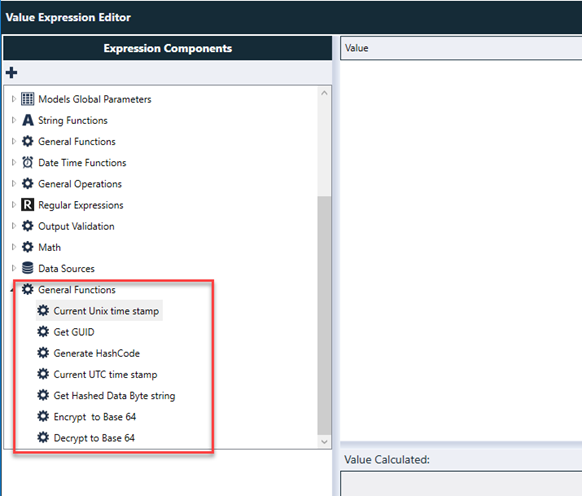 Value Expression Editor
Expression Components
Value
Models Global Parameters
String Functions
General Functions
Date Time Functions
General Operations
R Regular Expressions
Output Validation
Math
Data Sources
General Functions
Current Unix time stamp
Get GUID
Generate HashCode
Current UTC time stamp
Get Hashed Data Byte string
Encrypt  to Base 64
Decrypt to Base 64
Value Calculated: